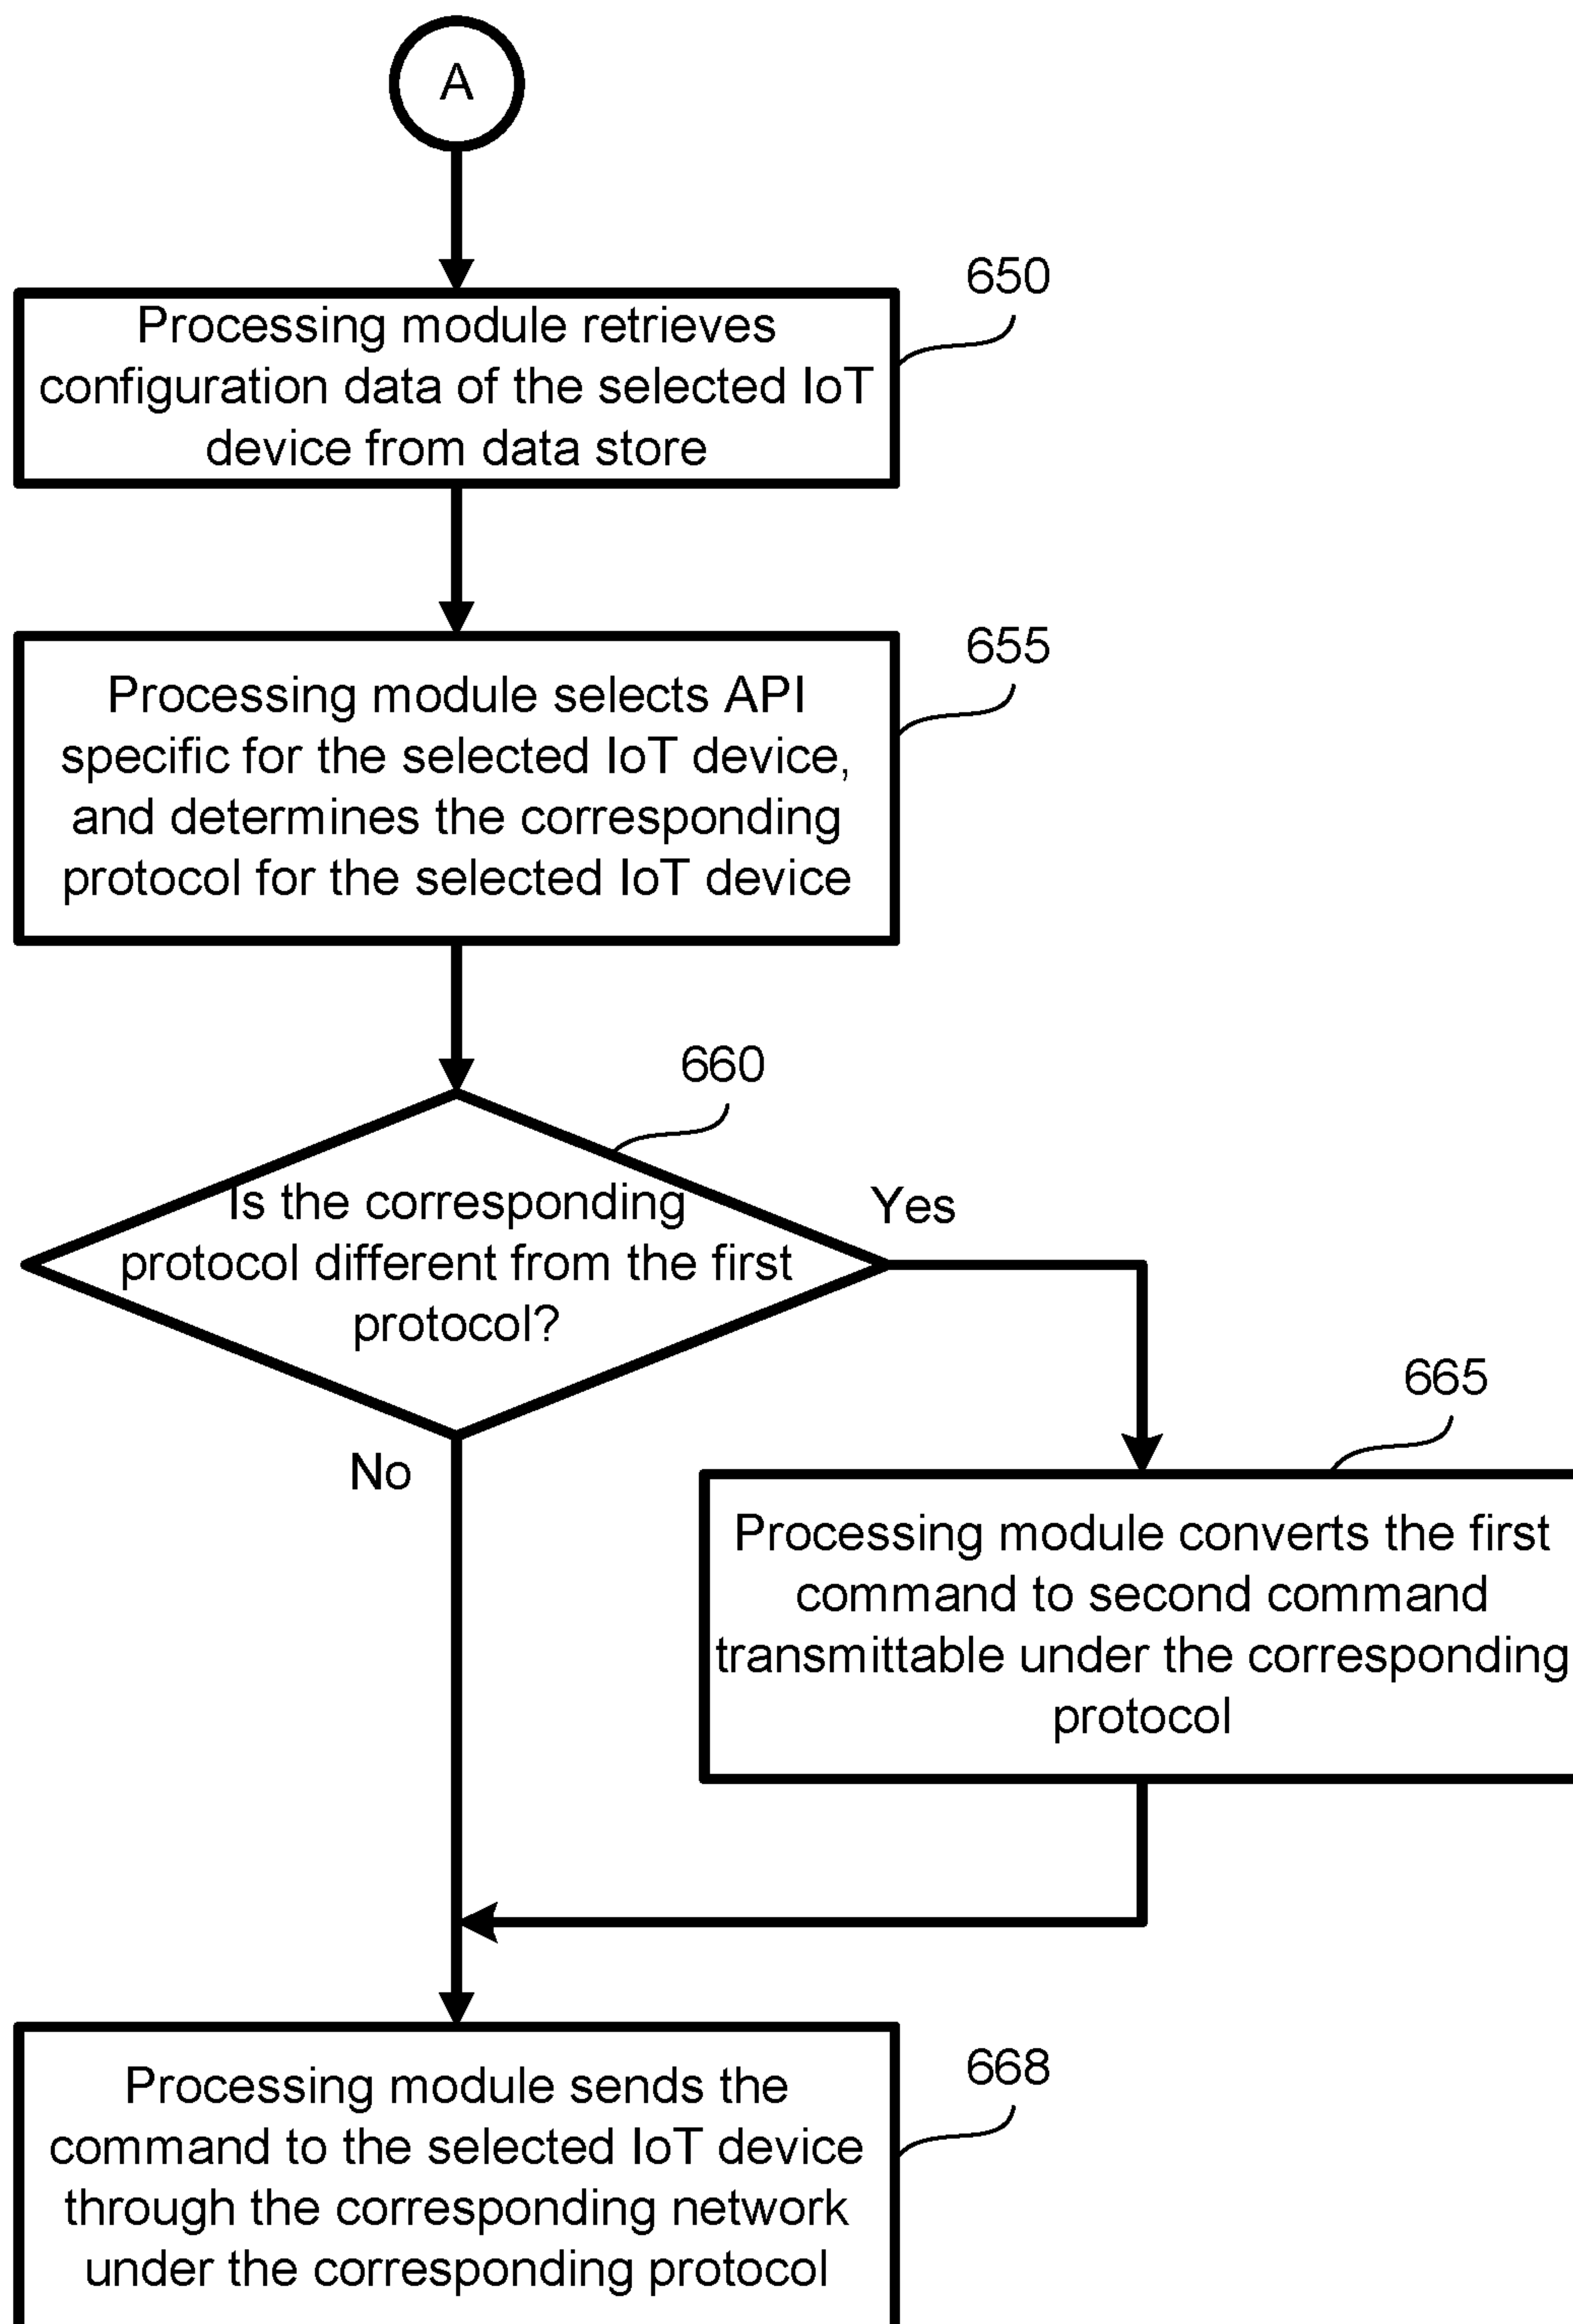 A
650
Processing module retrieves
configuration data of the selected IoT
device from data store
655
Processing module selects API
specific for the selected IoT device,
and determines the corresponding
protocol for the selected IoT device
660
Is the corresponding
protocol different from the first
protocol?
Yes
No
665
Processing module converts the first
command to second command
transmittable under the corresponding
protocol
668
Processing module sends the
command to the selected IoT device
through the corresponding network
under the corresponding protocol